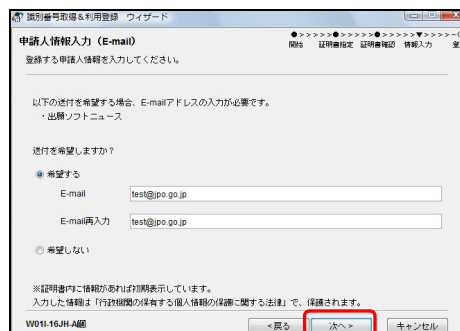 識別番号取得＆利用登録 ウィザード
申請人情報入力（E-mail）
●>>>>>●>>>>>●>>>>>▼>>>>>-
開始 証明書指定 証明書確認 情報入力
登録する申請人情報を入力してください。
以下の送付を希望する場合、E-mailアドレスの入力が必要です。
・出願ソフトニュース
送付を希望しますか？
希望する
E-mail test@jpo.go.jp
E-mail再入力 test@jpo.go.jp
希望しない
※証明書内に情報があれば初期表示しています。
入力した情報は「行政機関の保有する個人情報の保護に関する法律」で、保護されます。
W01I-16JH-A
<戻る 次へ> キャンセル